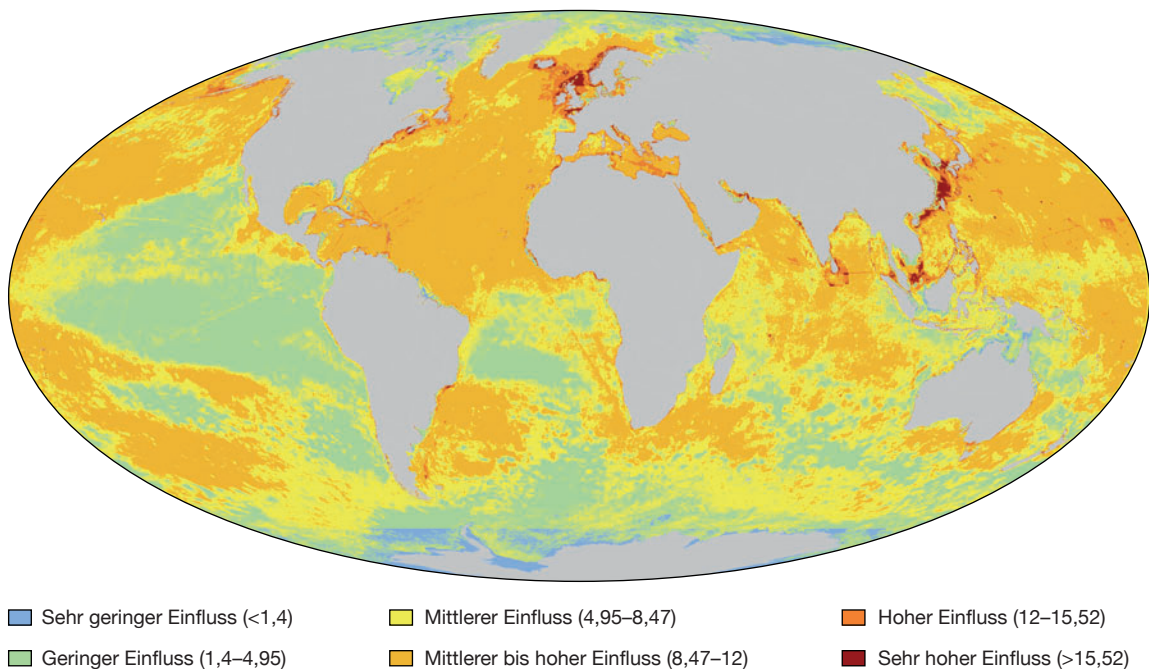 Sehr geringer Einfluss (<1,4)
Geringer Einfluss (1,4–4,95)
Mittlerer Einfluss (4,95–8,47)
Mittlerer bis hoher Einfluss (8,47–12)
Hoher Einfluss (12–15,52)
Sehr hoher Einfluss (>15,52)